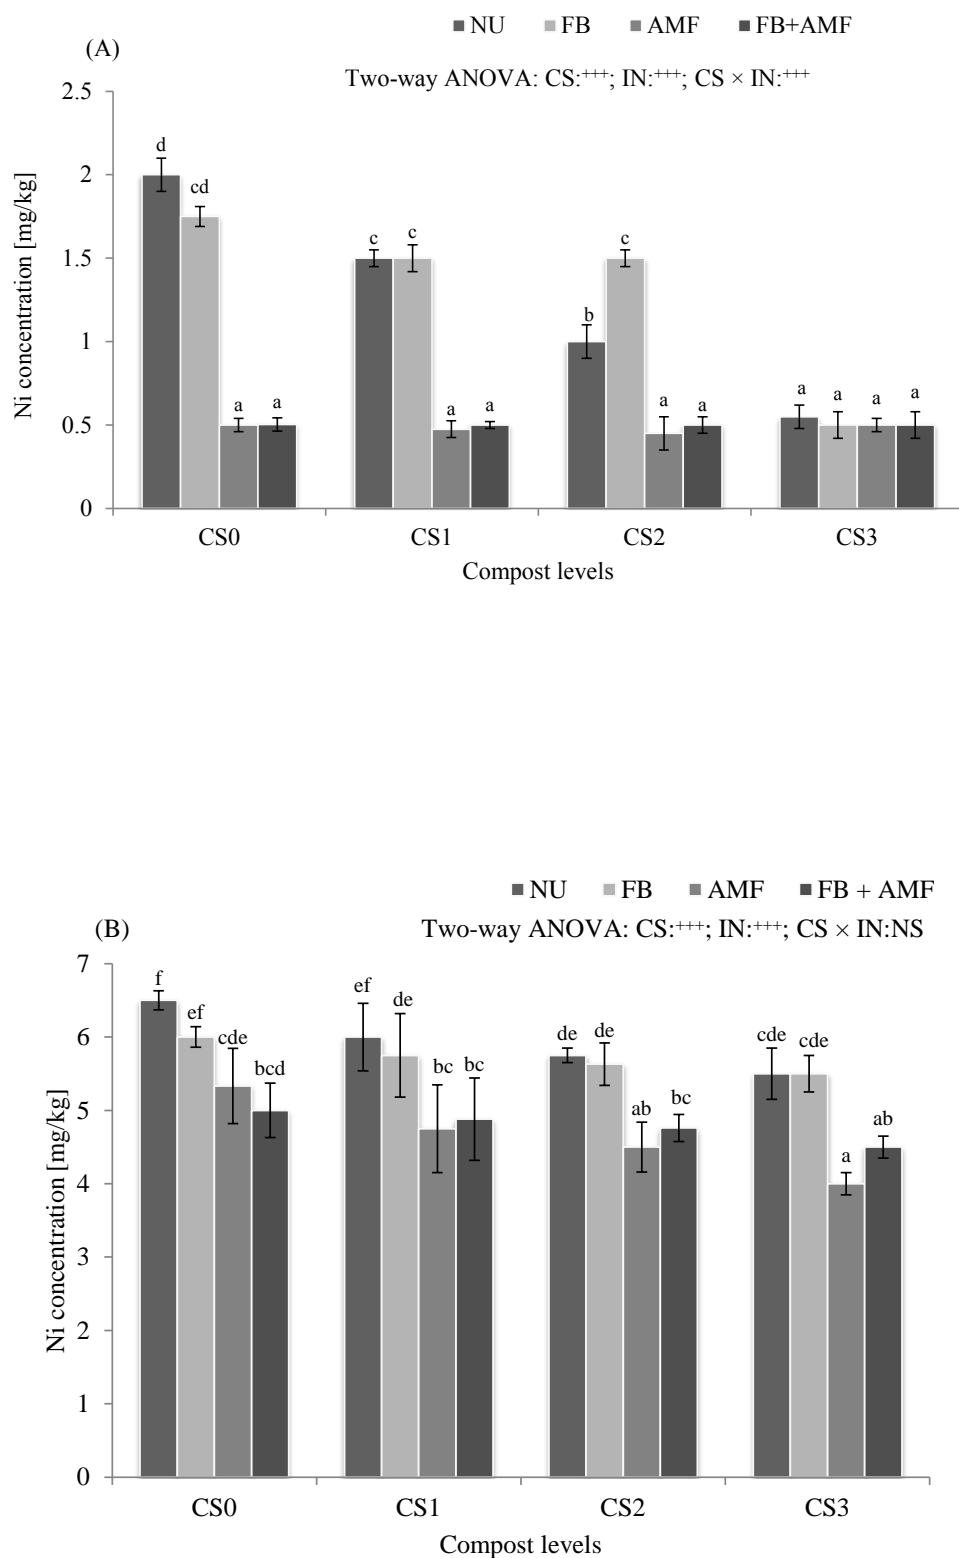 NU FB AMF FB+AMF
(A)
Two-way ANOVA: CS:+++; IN:+++; CS × IN:+++
Ni concentration [mg/kg]
2.5
2
1.5
1
0.5
0
d cd a a
c c a a
b c a a
a a a a
CS0 CS1 CS2 CS3
Compost levels
NU FB AMF FB + AMF
(B)
Two-way ANOVA: CS:+++; IN:+++; CS × IN:NS
Ni concentration [mg/kg]
7
6
5
4
3
2
1
0
f ef cde bcd
ef de bc bc
de de ab bc
cde cde a ab
CS0 CS1 CS2 CS3
Compost levels